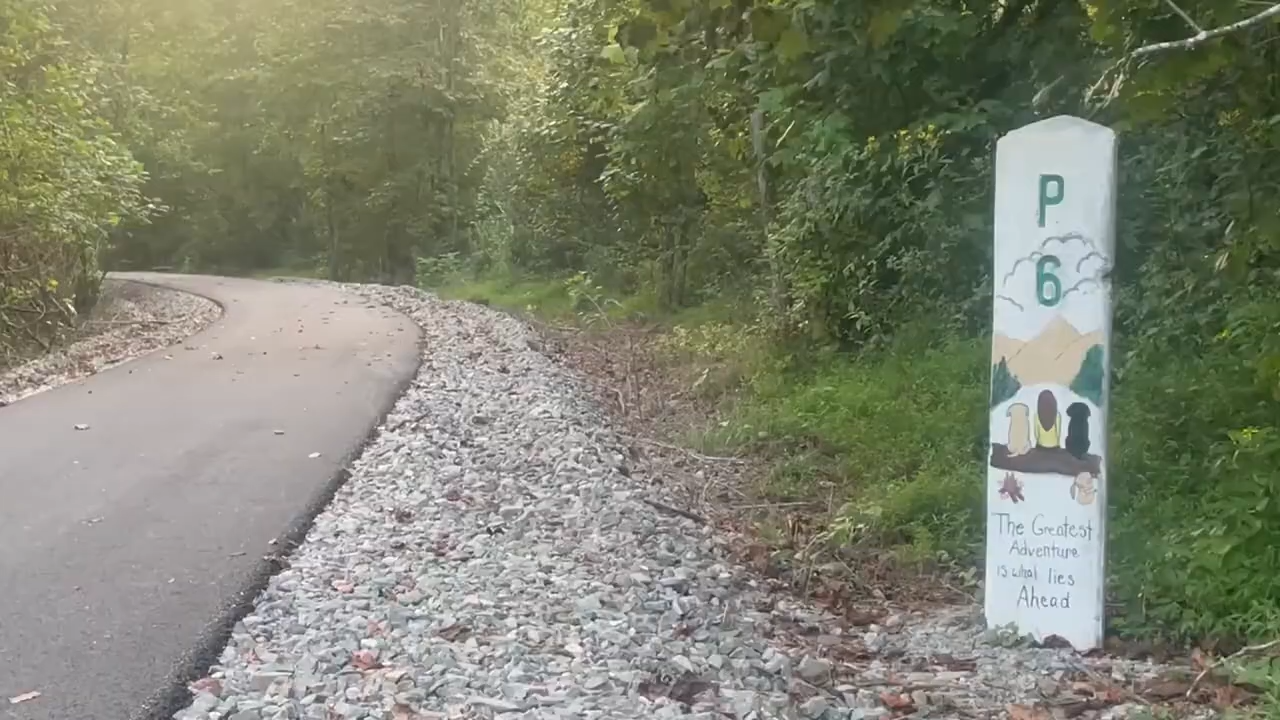 P
6
The Greatest
Adventure
is what lies
Ahead